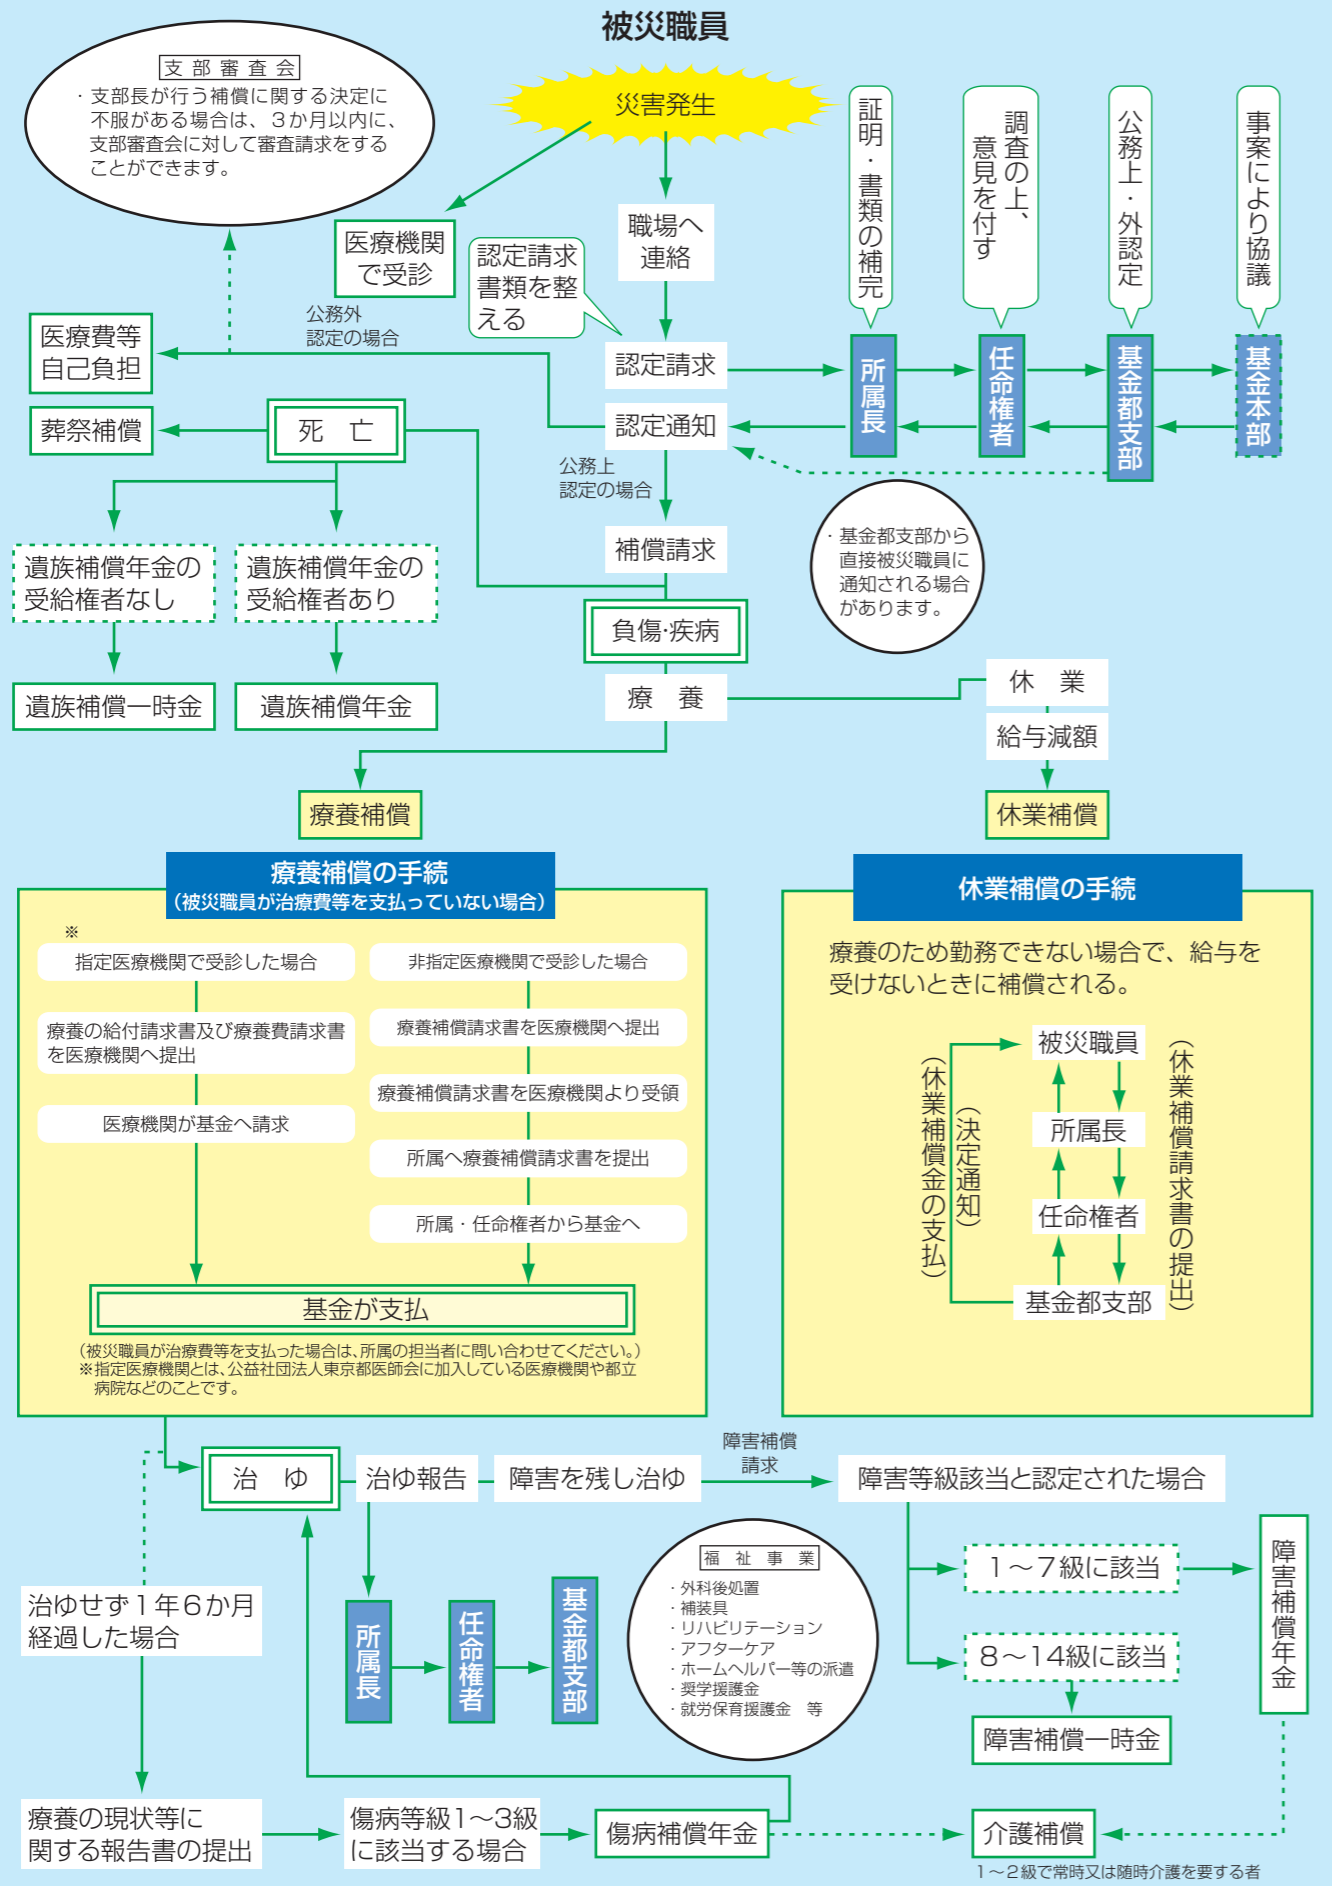 被災職員
支部審査会
・支部長が行う補償に関する決定に
不服がある場合は、３か月以内に、
支部審査会に対して審査請求をする
ことができます。
災害発生
医療機関
で受診
職場へ
連絡
認定請求
書類を整
える
証明・書類の補完
調査の上、
意見を付す
公務上・外認定
事案により協議
公務外
認定の場合
医療費等
自己負担
認定請求
認定通知
所属長
任命権者
基金都支部
基金本部
葬祭補償
死　亡
公務上
認定の場合
・基金都支部から
直接被災職員に
通知される場合
があります。
補償請求
遺族補償年金の
受給権者なし
遺族補償年金の
受給権者あり
負傷・疾病
遺族補償一時金
遺族補償年金
療　養
休　業
給与減額
療養補償
休業補償
療養補償の手続
（被災職員が治療費等を支払っていない場合）
※
指定医療機関で受診した場合
療養の給付請求書及び療養費請求書
を医療機関へ提出
医療機関が基金へ請求
非指定医療機関で受診した場合
療養補償請求書を医療機関へ提出
療養補償請求書を医療機関より受領
所属へ療養補償請求書を提出
所属・任命権者から基金へ
基金が支払
（被災職員が治療費等を支払った場合は、所属の担当者に問い合わせてください。）
※指定医療機関とは、公益社団法人東京都医師会に加入している医療機関や都立
病院などのことです。
休業補償の手続
療養のため勤務できない場合で、給与を
受けないときに補償される。
被災職員
所属長
任命権者
基金都支部
（休業補償請求書の提出）
（決定通知）
（休業補償金の支払）
治　ゆ
治ゆ報告
障害を残し治ゆ
障害補償
請求
障害等級該当と認定された場合
１～７級に該当
８～14級に該当
障害補償年金
障害補償一時金
所属長
任命権者
基金都支部
福祉事業
・外科後処置
・補装具
・リハビリテーション
・アフターケア
・ホームヘルパー等の派遣
・奨学援護金
・就労保育援護金　等
治ゆせず１年６か月
経過した場合
療養の現状等に
関する報告書の提出
傷病等級１～３級
に該当する場合
傷病補償年金
介護補償
１～２級で常時又は随時介護を要する者